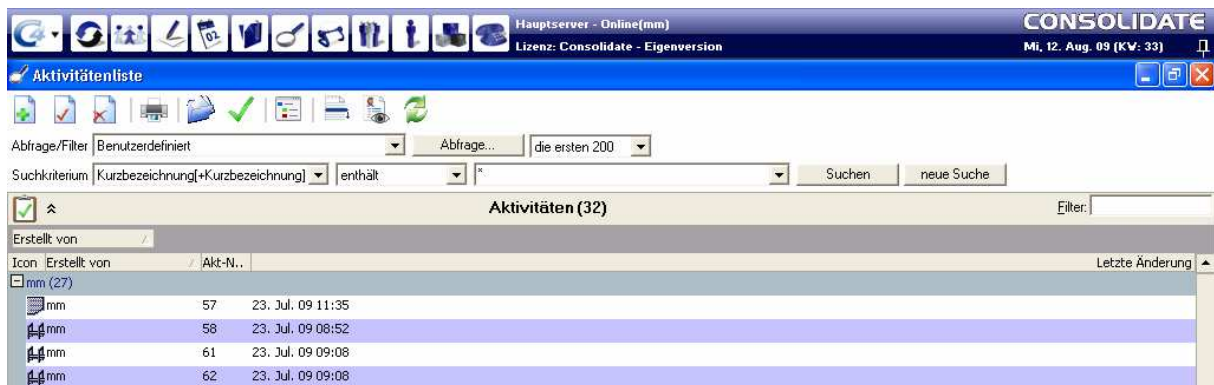 Hauptserver - Online(mm) CONSOLIDATE
Lizenz: Consolidate - Eigenversion Mi, 12. Aug. 09 (KW: 33)
Aktivitätenliste
Abfrage/Filter Benutzerdefiniert Abfrage... die ersten 200
Suchkriterium Kurzbezeichnung[+Kurzbezeichnung] enthält * Suchen neue Suche
Aktivitäten (32) Filter:
Erstellt von
Icon Erstellt von Akt-N.. Letzte Änderung
mm (27)
mm 57 23. Jul. 09 11:35
mm 58 23. Jul. 09 08:52
mm 61 23. Jul. 09 09:08
mm 62 23. Jul. 09 09:08